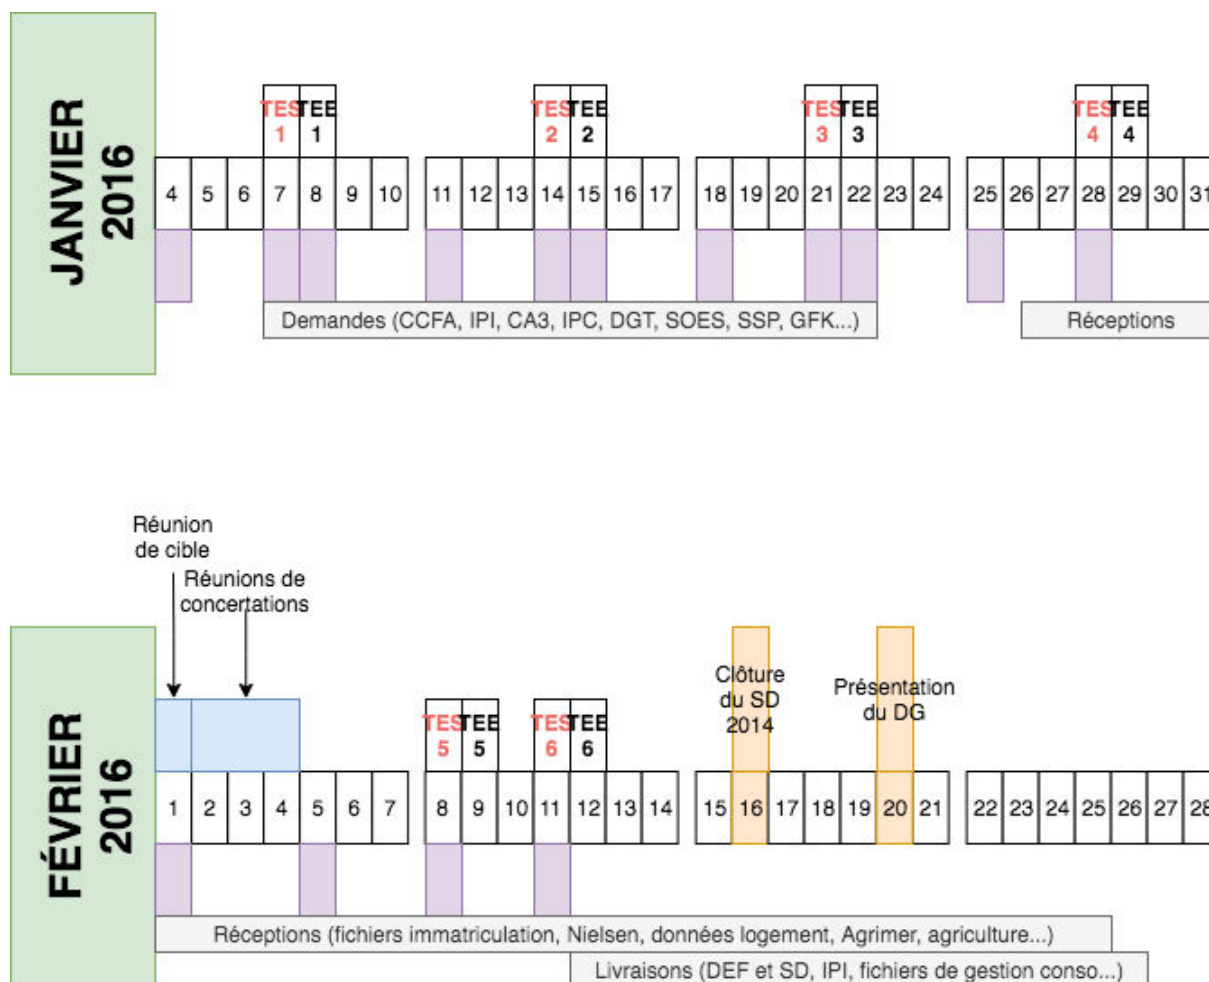 JANVIER
2016
TES TEE
1 1
TES TEE
2 2
TES TEE
3 3
TES TEE
4 4
4 5 6 7 8 9 10
11 12 13 14 15 16 17
18 19 20 21 22 23 24
25 26 27 28 29 30 31
Demandes (CCFA, IPI, CA3, IPC, DGT, SOES, SSP, GFK...)
Réceptions
Réunion
de cible
Réunions de
concertations
FÉVRIER
2016
TES TEE
5 5
TES TEE
6 6
Clôture
du SD
2014
Présentation
du DG
1 2 3 4 5 6 7
8 9 10 11 12 13 14
15 16 17 18 19 20 21
22 23 24 25 26 27 28
Réceptions (fichiers immatriculation, Nielsen, données logement, Agrimer, agriculture...)
Livraisons (DEF et SD, IPI, fichiers de gestion conso...)